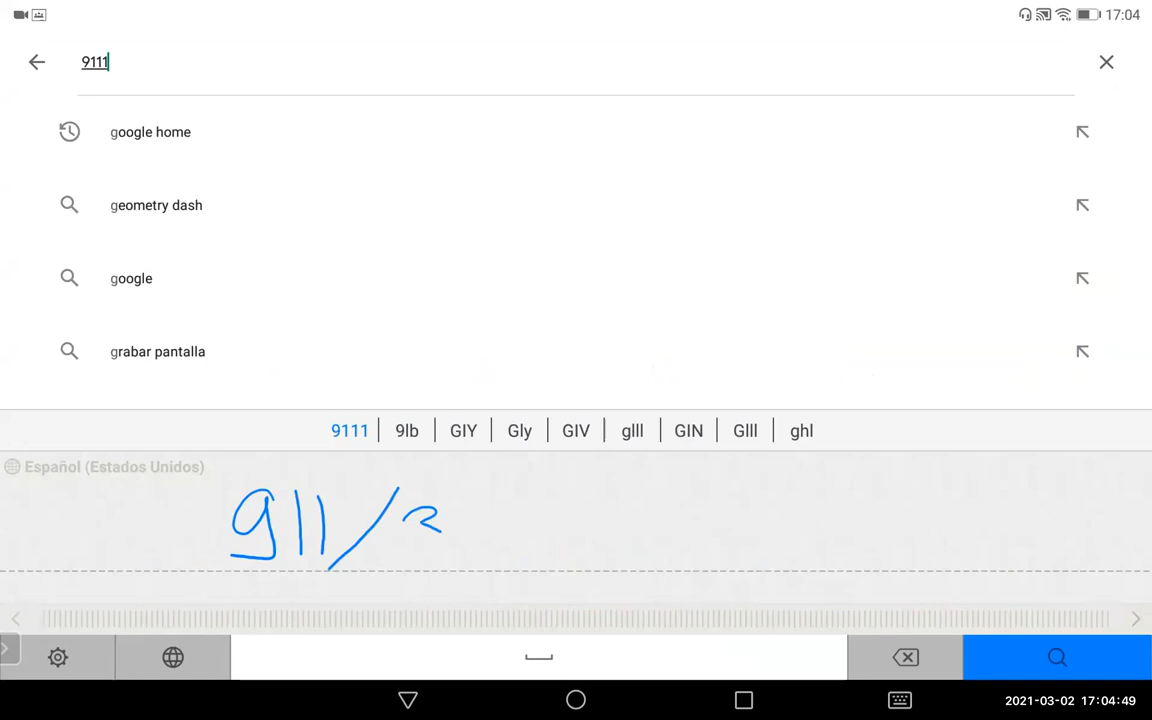 17:04
9111
google home
geometry dash
google
grabar pantalla
9111 9lb GIY Gly GIV glll GIN Glll ghl
Español (Estados Unidos)
911/2
2021-03-02 17:04:49